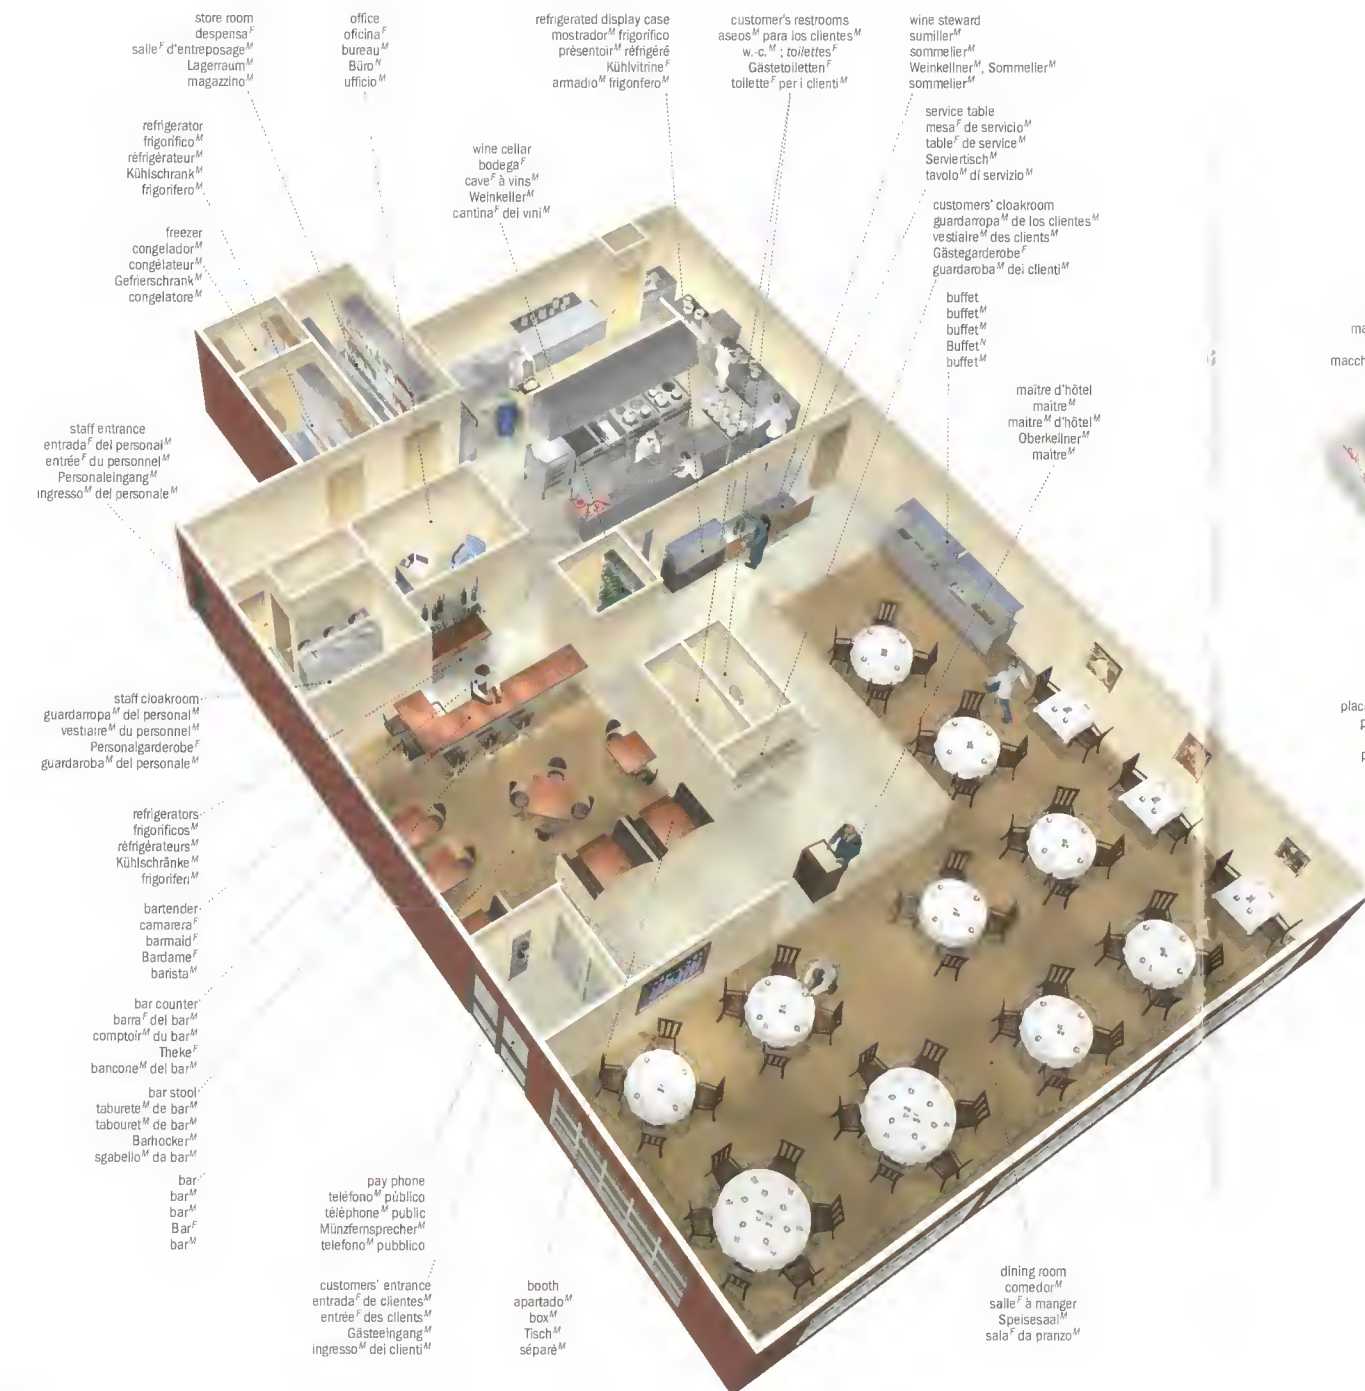 store room
despensa^F
salle^F d'entreposage^M
Lagerraum^M
magazzino^M
office
oficina^F
bureau^M
Büro^N
ufficio^M
refrigerated display case
mostrador^M frigorífico
présentoir^M réfrigéré
Kühlvitrine^F
armadio^M frigorifero^M
customer's restrooms
aseos^M para los clientes^M
w.-c.^M ; toilettes^F
Gästetoiletten^F
toilette^F per i clienti^M
wine steward
sumiller^M
sommelier^M
Weinkellner^M, Sommelier^M
sommelier^M
refrigerator
frigorífico^M
réfrigérateur^M
Kühlschrank^M
frigorifero^M
wine cellar
bodega^F
cave^F à vins^M
Weinkeller^M
cantina^F dei vini^M
service table
mesa^F de servicio^M
table^F de service^M
Serviertisch^M
tavolo^M di servizio^M
freezer
congelador^M
congélateur^M
Gefrierschrank^M
congelatore^M
customers' cloakroom
guardarropa^M de los clientes^M
vestiaire^M des clients^M
Gästegarderobe^F
guardaroba^M dei clienti^M
buffet
buffet^M
buffet^M
Buffet^N
buffet^M
ma
macch
maître d'hôtel
maître^M
maître^M d'hôtel^M
Oberkellner^M
maître^M
staff entrance
entrada^F del personal^M
entrée^F du personnel^M
Personaleingang^M
ingresso^M del personale^M
staff cloakroom
guardarropa^M del personal^M
vestiaire^M du personnel^M
Personalgarderobe^F
guardaroba^M del personale^M
plac
p
p
refrigerators
frigoríficos^M
réfrigérateurs^M
Kühlschränke^M
frigoriferi^M
bartender
camarera^F
barmaid^F
Bardame^F
barista^M
bar counter
barra^F del bar^M
comptoir^M du bar^M
Theke^F
bancone^M del bar^M
bar stool
taburete^M de bar^M
tabouret^M de bar^M
Barhocker^M
sgabello^M da bar^M
bar
bar^M
bar^M
Bar^F
bar^M
pay phone
teléfono^M público
téléphone^M public
Münzfernsprecher^M
telefono^M pubblico
customers' entrance
entrada^F de clientes^M
entrée^F des clients^M
Gästeeingang^M
ingresso^M dei clienti^M
booth
apartado^M
box^M
Tisch^M
séparé^M
dining room
comedor^M
salle^F à manger
Speisesaal^M
sala^F da pranzo^M